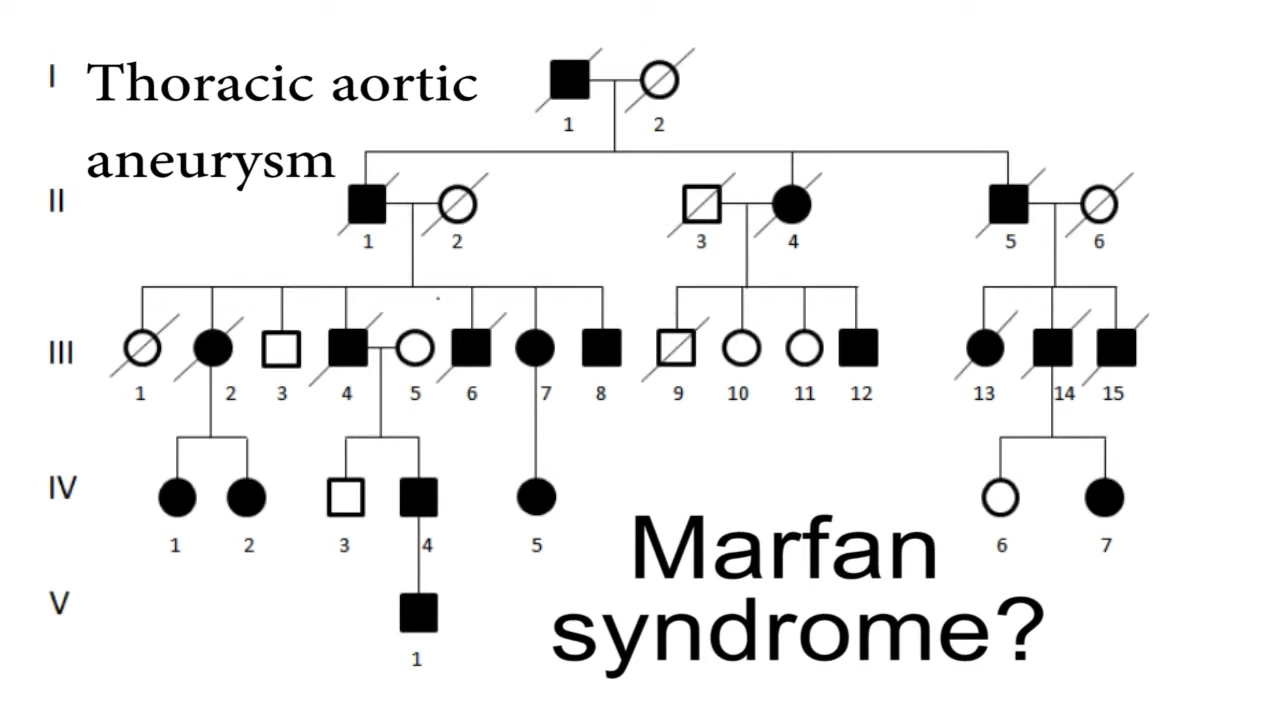 I
Thoracic aortic
aneurysm
1 2
II
1 2 3 4 5 6
III
1 2 3 4 5 6 7 8 9 10 11 12 13 14 15
IV
1 2 3 4 5 6 7
Marfan
syndrome?
V
1